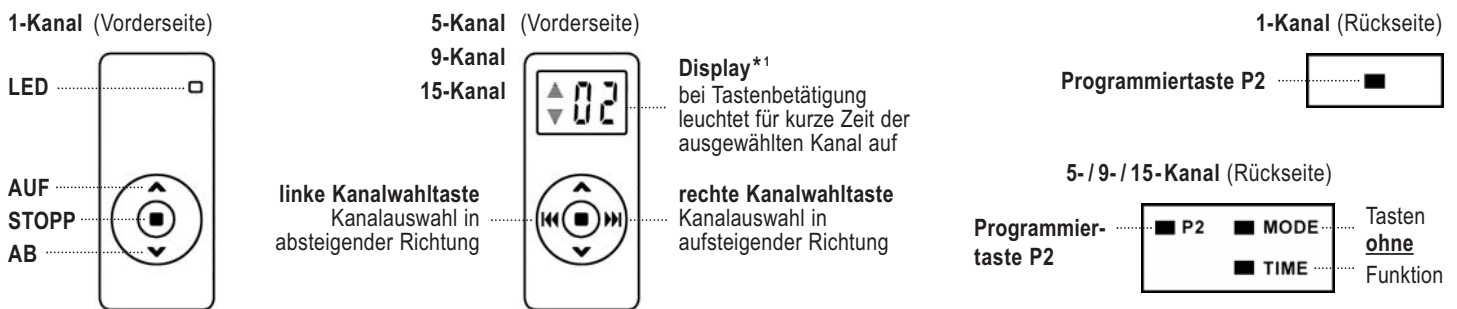 1-Kanal (Vorderseite)
LED
AUF
STOPP
AB
5-Kanal (Vorderseite)
9-Kanal
15-Kanal
02
Display*1
bei Tastenbetätigung
leuchtet für kurze Zeit der
ausgewählten Kanal auf
linke Kanalwahltaste
Kanalauswahl in
absteigender Richtung
rechte Kanalwahltaste
Kanalauswahl in
aufsteigender Richtung
1-Kanal (Rückseite)
Programmiertaste P2
5-/9-/15-Kanal (Rückseite)
Programmier-
taste P2
P2 MODE
TIME
Tasten
ohne
Funktion